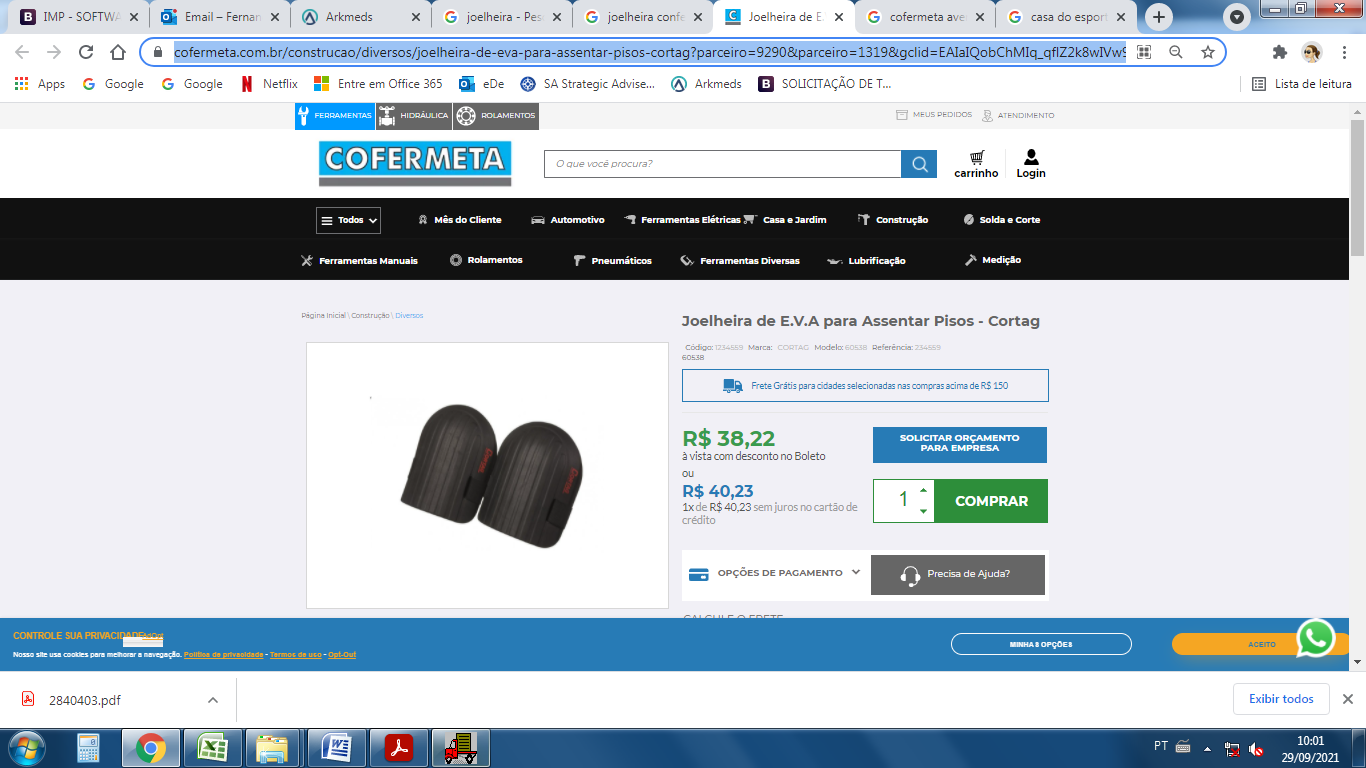 IMP - SOFTWA
Email – Fernan
Arkmeds
joelheira - Pes
joelheira confe
Joelheira de E.
cofermeta ave
casa do esport
cofermeta.com.br/construcao/diversos/joelheira-de-eva-para-assentar-pisos-cortag?parceiro=9290&parceiro=1319&gclid=EAIaIQobChMIq_qflZ2k8wIVw9
Apps
Google
Google
Netflix
Entre em Office 365
eDe
SA Strategic Advise...
Arkmeds
SOLICITAÇÃO DE T...
Lista de leitura
FERRAMENTAS
HIDRÁULICA
ROLAMENTOS
MEUS PEDIDOS
ATENDIMENTO
COFERMETA
O que você procura?
carrinho
Login
Todos
Mês do Cliente
Automotivo
Ferramentas Elétricas
Casa e Jardim
Construção
Solda e Corte
Ferramentas Manuais
Rolamentos
Pneumáticos
Ferramentas Diversas
Lubrificação
Medição
Página Inicial \ Construção \ Diversos
Joelheira de E.V.A para Assentar Pisos - Cortag
Código: 1234559 Marca: CORTAG Modelo: 60538 Referência: 234559
60538
Frete Grátis para cidades selecionadas nas compras acima de R$ 150
R$ 38,22
à vista com desconto no Boleto
ou
R$ 40,23
1x de R$ 40,23 sem juros no cartão de
crédito
SOLICITAR ORÇAMENTO
PARA EMPRESA
1
COMPRAR
OPÇÕES DE PAGAMENTO
Precisa de Ajuda?
CALCULE O FRETE
CONTROLE SUA PRIVACIDADE
Nosso site usa cookies para melhorar a navegação. Política de privacidade - Termos de uso - Opt-Out
MINHAS OPÇÕES
ACEITO
2840403.pdf
Exibir todos
PT
10:01
29/09/2021